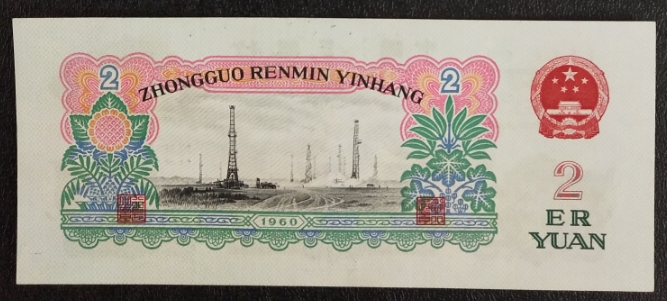 2 2
ZHONGGUO RENMIN YINHANG
1960
2
ER
YUAN